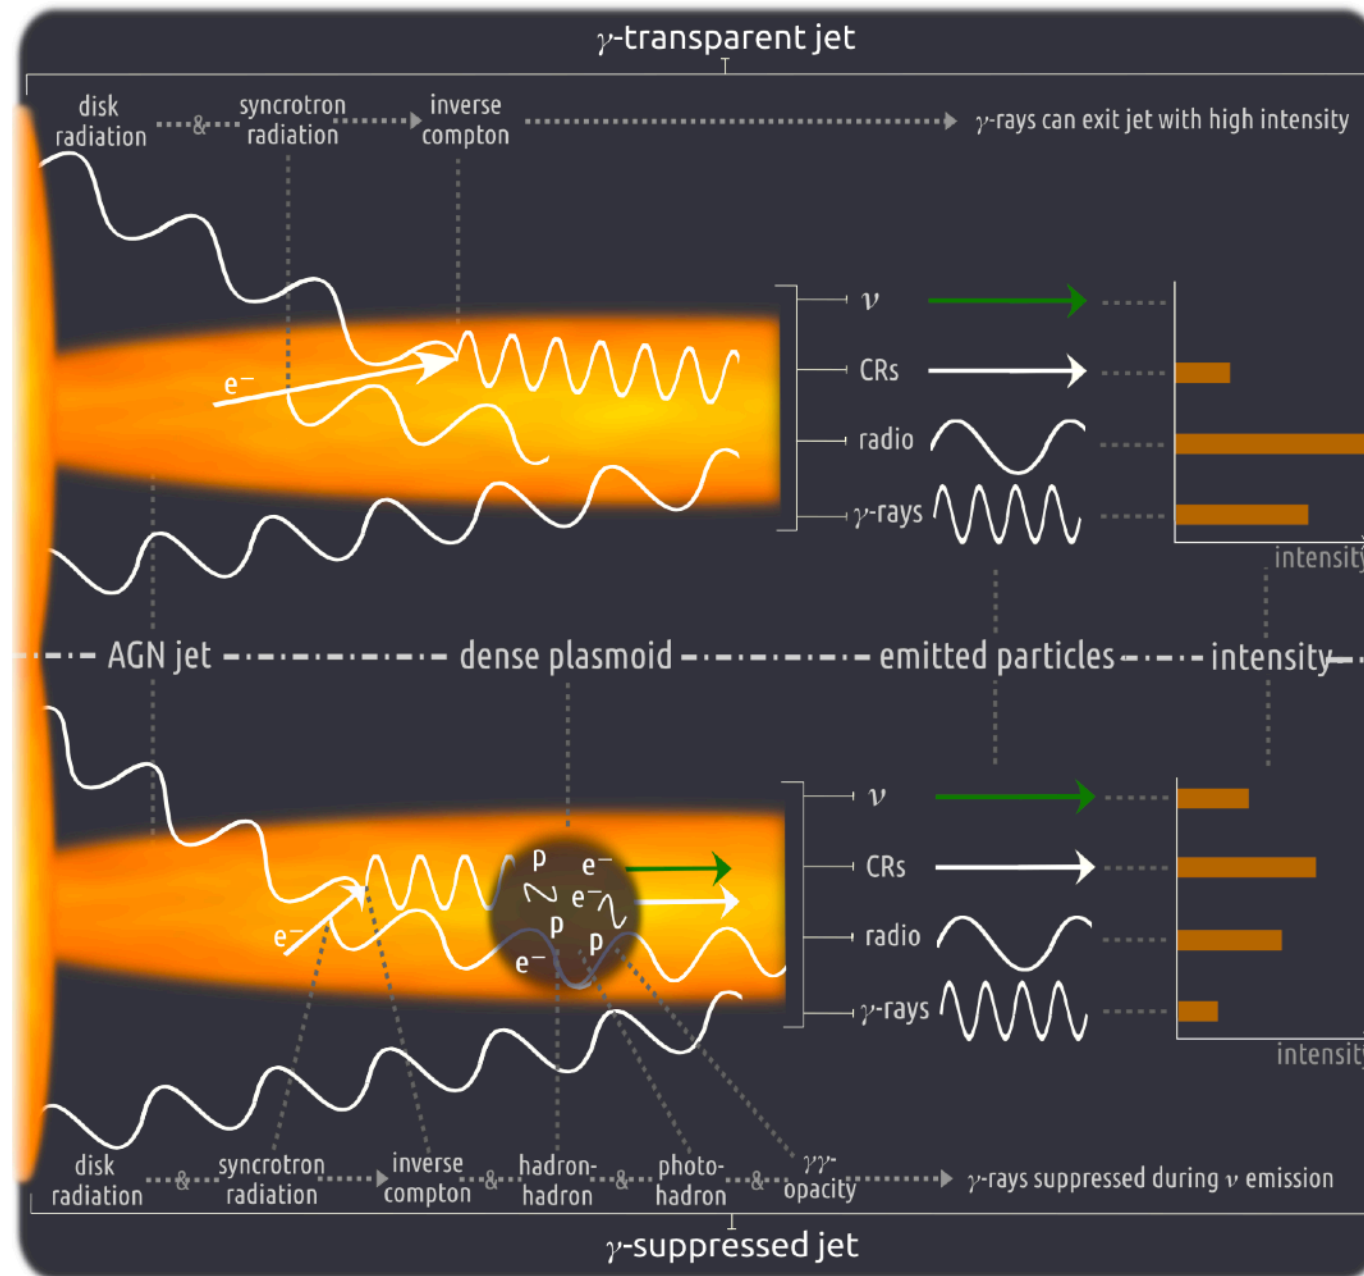 γ-transparent jet
disk
radiation
&
syncrotron
radiation
inverse
compton
γ-rays can exit jet with high intensity
e⁻
ν
CRs
radio
γ-rays
intensity
AGN jet
dense plasmoid
emitted particles
intensity
e⁻
p
e⁻
e⁻
p
p
e⁻
ν
CRs
radio
γ-rays
intensity
disk
radiation
&
syncrotron
radiation
inverse
compton
&
hadron-
hadron
&
photo-
hadron
&
γγ-
opacity
γ-rays suppressed during ν emission
γ-suppressed jet